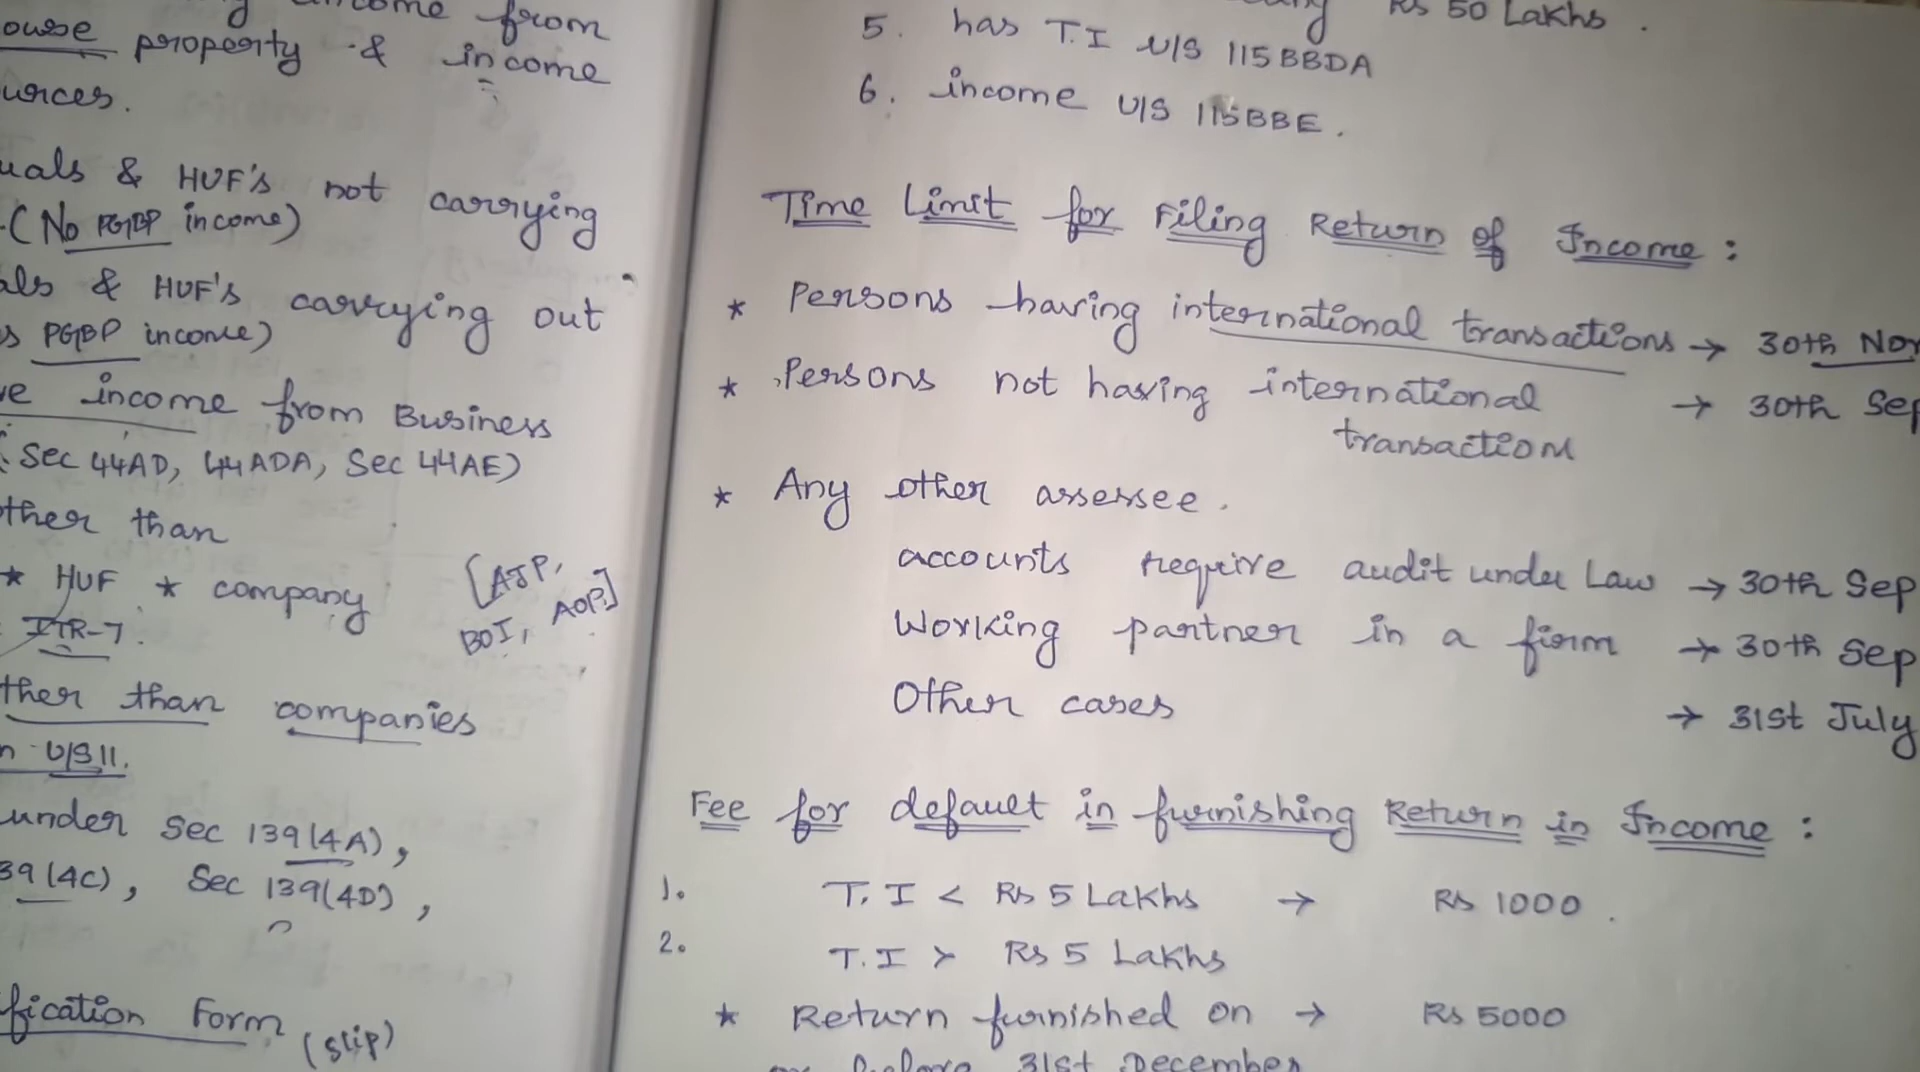 income from
ouse property & income
urces.
uals & HUF's not carrying
(No PGBP income)
als & HUF's carrying out
s PGBP income)
ve income from Business
Sec 44AD, 44ADA, Sec 44AE)
ther than
* HUF * company [AJP, BOI, AOP.]
ITR-7.
ther than companies
n U/S 11.
under Sec 139(4A),
39(4C), Sec 139(4D),
fication Form (slip)
Rs 50 Lakhs.
5. has T.I U/S 115BBDA
6. income U/S 115BBE.
Time Limit for Filing Return of Income :
* Persons having international transactions → 30th Nov
* Persons not having international → 30th Sep
transaction
* Any other assessee.
accounts require audit under Law → 30th Sep
Working partner in a firm → 30th Sep
Other cases → 31st July
Fee for default in furnishing Return in Income :
1. T.I < Rs 5 Lakhs → Rs 1000.
2. T.I > Rs 5 Lakhs
* Return furnished on → Rs 5000
or before 31st December